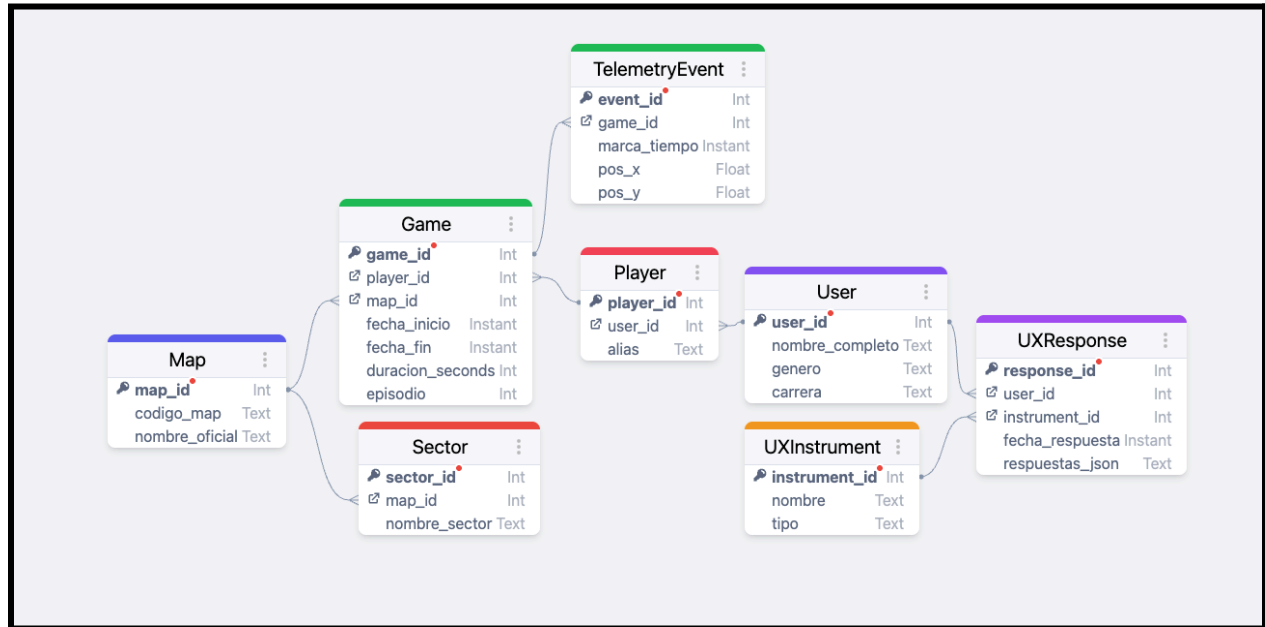 TelemetryEvent
event_id Int
game_id Int
marca_tiempo Instant
pos_x Float
pos_y Float
Game
game_id Int
player_id Int
map_id Int
fecha_inicio Instant
fecha_fin Instant
duracion_seconds Int
episodio Int
Player
player_id Int
user_id Int
alias Text
User
user_id Int
nombre_completo Text
genero Text
carrera Text
UXResponse
response_id Int
user_id Int
instrument_id Int
fecha_respuesta Instant
respuestas_json Text
Map
map_id Int
codigo_map Text
nombre_oficial Text
Sector
sector_id Int
map_id Int
nombre_sector Text
UXInstrument
instrument_id Int
nombre Text
tipo Text